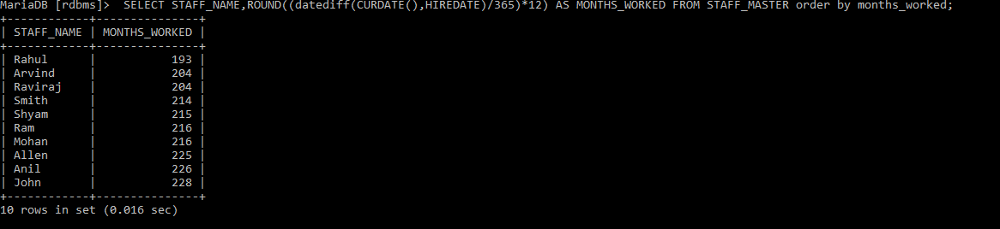 MariaDB [rdbms]>  SELECT STAFF_NAME,ROUND((datediff(CURDATE(),HIREDATE)/365)*12) AS MONTHS_WORKED FROM STAFF_MASTER order by months_worked;
+------------+---------------+
| STAFF_NAME | MONTHS_WORKED |
+------------+---------------+
| Rahul      |           193 |
| Arvind     |           204 |
| Raviraj    |           204 |
| Smith      |           214 |
| Shyam      |           215 |
| Ram        |           216 |
| Mohan      |           216 |
| Allen      |           225 |
| Anil       |           226 |
| John       |           228 |
+------------+---------------+
10 rows in set (0.016 sec)